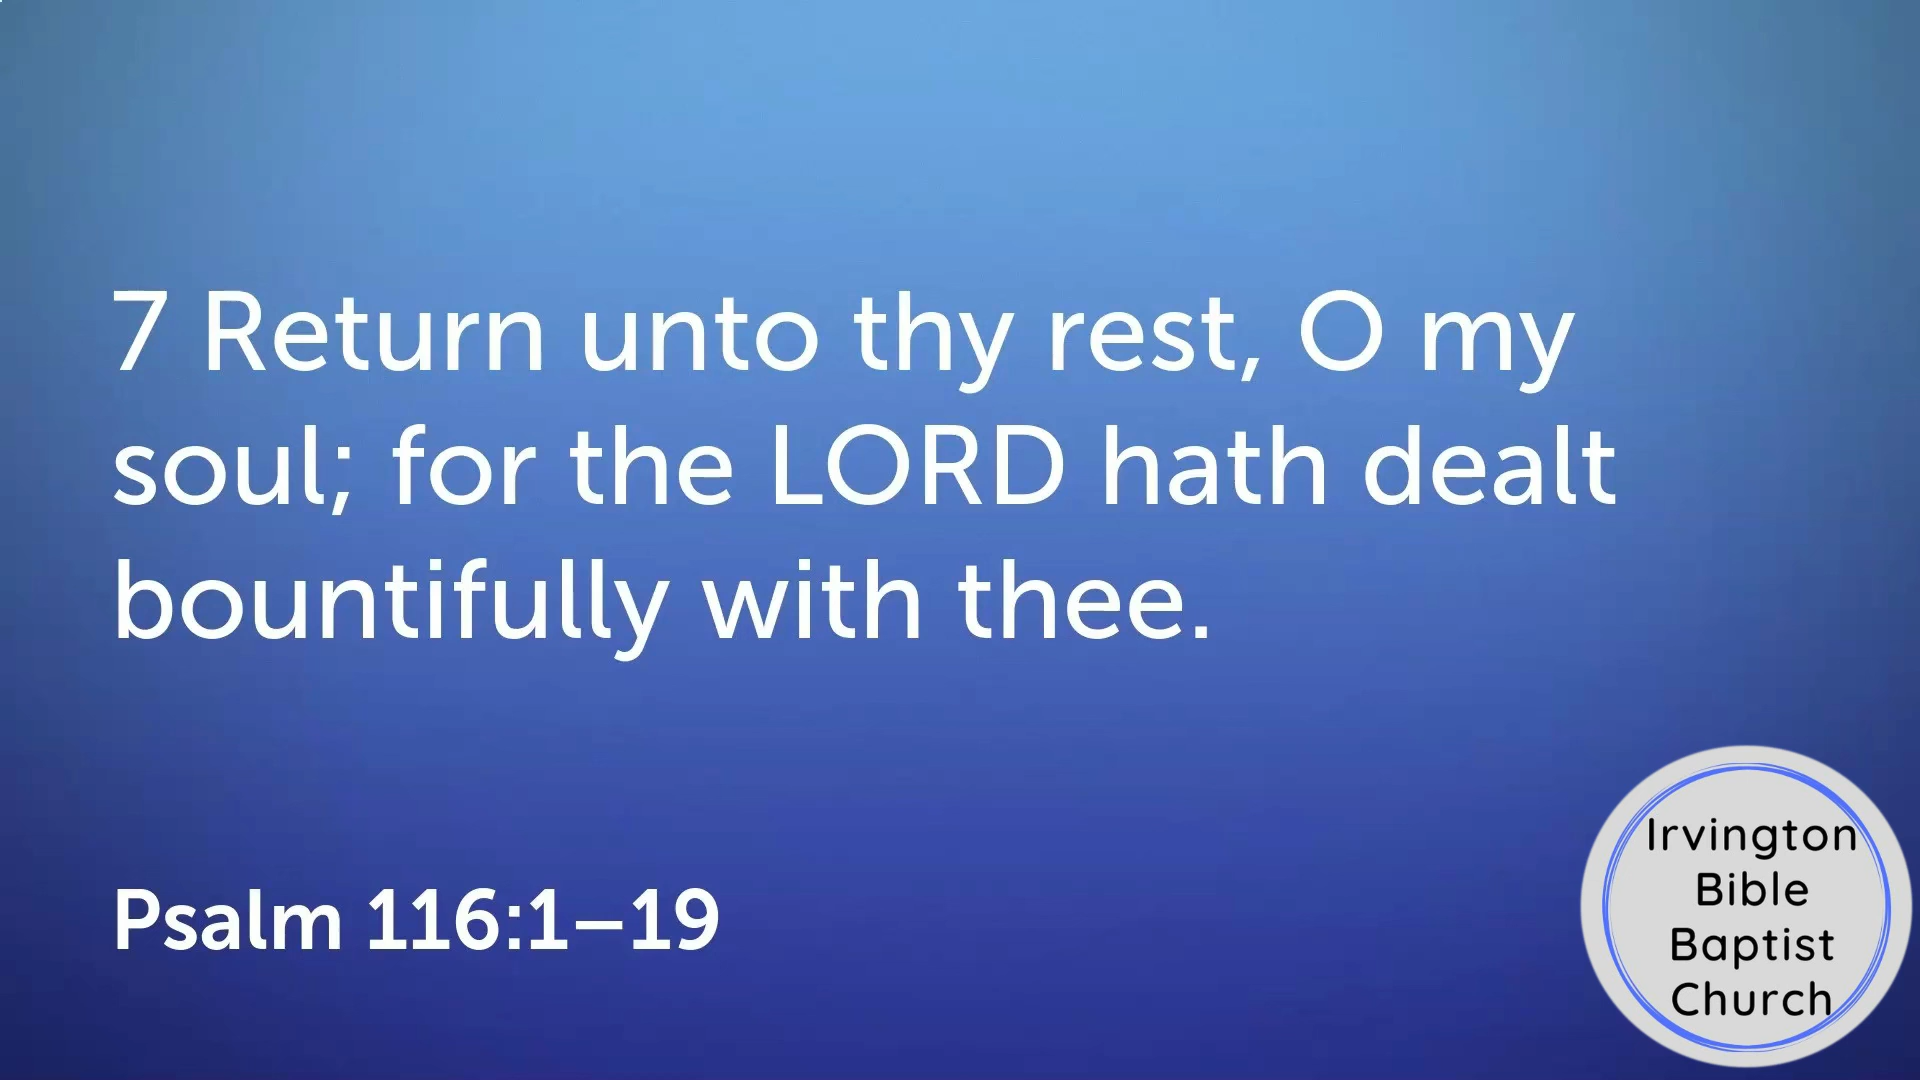 7 Return unto thy rest, O my
soul; for the LORD hath dealt
bountifully with thee.
Psalm 116:1–19
Irvington
Bible
Baptist
Church